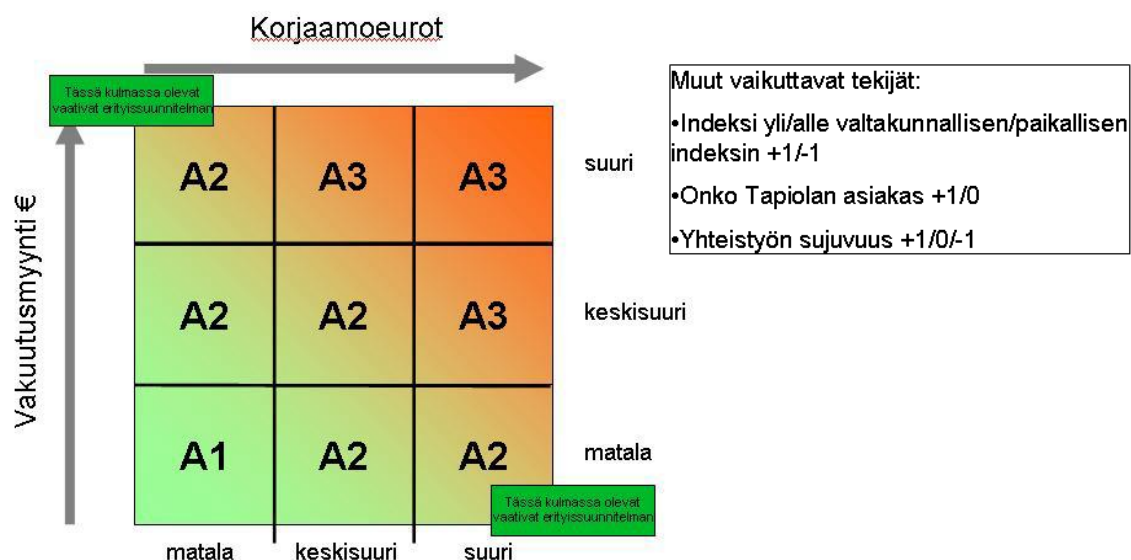 Korjaamoeurot
Tässä kulmassa olevat
vaativat erityissuunnitelman
Vakuutusmyynti €
A2
A3
A3
suuri
A2
A2
A3
keskisuuri
A1
A2
A2
matala
Tässä kulmassa olevat
vaativat erityissuunnitelman
matala
keskisuuri
suuri
Muut vaikuttavat tekijät:
•Indeksi yli/alle valtakunnallisen/paikallisen
indeksin +1/-1
•Onko Tapiolan asiakas +1/0
•Yhteistyön sujuvuus +1/0/-1